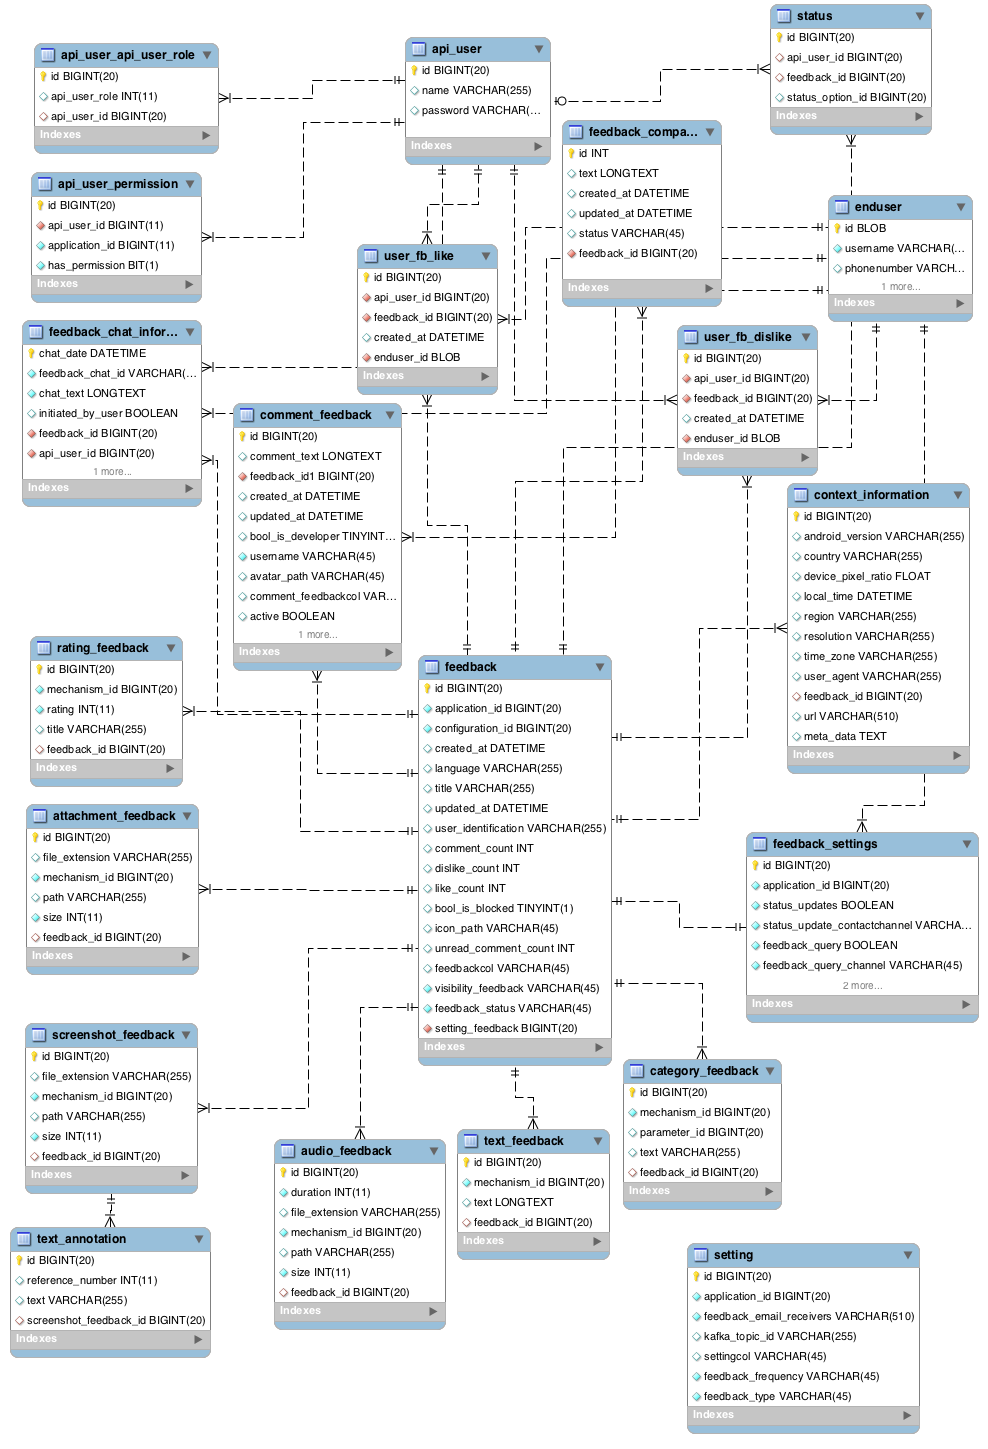 api_user_api_user_role
id BIGINT(20)
api_user_role INT(11)
api_user_id BIGINT(20)
Indexes
api_user
id BIGINT(20)
name VARCHAR(255)
password VARCHAR(...
Indexes
status
id BIGINT(20)
api_user_id BIGINT(20)
feedback_id BIGINT(20)
status_option_id BIGINT(20)
Indexes
feedback_compa...
id INT
text LONGTEXT
created_at DATETIME
updated_at DATETIME
status VARCHAR(45)
feedback_id BIGINT(20)
Indexes
api_user_permission
id BIGINT(20)
api_user_id BIGINT(11)
application_id BIGINT(11)
has_permission BIT(1)
Indexes
enduser
id BLOB
username VARCHAR(...
phonenumber VARCH...
1 more...
Indexes
user_fb_like
id BIGINT(20)
api_user_id BIGINT(20)
feedback_id BIGINT(20)
created_at DATETIME
enduser_id BLOB
Indexes
feedback_chat_infor...
chat_date DATETIME
feedback_chat_id VARCHAR(...
chat_text LONGTEXT
initiated_by_user BOOLEAN
feedback_id BIGINT(20)
api_user_id BIGINT(20)
1 more...
Indexes
user_fb_dislike
id BIGINT(20)
api_user_id BIGINT(20)
feedback_id BIGINT(20)
created_at DATETIME
enduser_id BLOB
Indexes
comment_feedback
id BIGINT(20)
comment_text LONGTEXT
feedback_id1 BIGINT(20)
created_at DATETIME
updated_at DATETIME
bool_is_developer TINYINT...
username VARCHAR(45)
avatar_path VARCHAR(45)
comment_feedbackcol VAR...
active BOOLEAN
1 more...
Indexes
context_information
id BIGINT(20)
android_version VARCHAR(255)
country VARCHAR(255)
device_pixel_ratio FLOAT
local_time DATETIME
region VARCHAR(255)
resolution VARCHAR(255)
time_zone VARCHAR(255)
user_agent VARCHAR(255)
feedback_id BIGINT(20)
url VARCHAR(510)
meta_data TEXT
Indexes
rating_feedback
id BIGINT(20)
mechanism_id BIGINT(20)
rating INT(11)
title VARCHAR(255)
feedback_id BIGINT(20)
Indexes
feedback
id BIGINT(20)
application_id BIGINT(20)
configuration_id BIGINT(20)
created_at DATETIME
language VARCHAR(255)
title VARCHAR(255)
updated_at DATETIME
user_identification VARCHAR(255)
comment_count INT
dislike_count INT
like_count INT
bool_is_blocked TINYINT(1)
icon_path VARCHAR(45)
unread_comment_count INT
feedbackcol VARCHAR(45)
visibility_feedback VARCHAR(45)
feedback_status VARCHAR(45)
setting_feedback BIGINT(20)
Indexes
attachment_feedback
id BIGINT(20)
file_extension VARCHAR(255)
mechanism_id BIGINT(20)
path VARCHAR(255)
size INT(11)
feedback_id BIGINT(20)
Indexes
feedback_settings
id BIGINT(20)
application_id BIGINT(20)
status_updates BOOLEAN
status_update_contactchannel VARCHA...
feedback_query BOOLEAN
feedback_query_channel VARCHAR(45)
2 more...
Indexes
screenshot_feedback
id BIGINT(20)
file_extension VARCHAR(255)
mechanism_id BIGINT(20)
path VARCHAR(255)
size INT(11)
feedback_id BIGINT(20)
Indexes
category_feedback
id BIGINT(20)
mechanism_id BIGINT(20)
parameter_id BIGINT(20)
text VARCHAR(255)
feedback_id BIGINT(20)
Indexes
audio_feedback
id BIGINT(20)
duration INT(11)
file_extension VARCHAR(255)
mechanism_id BIGINT(20)
path VARCHAR(255)
size INT(11)
feedback_id BIGINT(20)
Indexes
text_feedback
id BIGINT(20)
mechanism_id BIGINT(20)
text LONGTEXT
feedback_id BIGINT(20)
Indexes
text_annotation
id BIGINT(20)
reference_number INT(11)
text VARCHAR(255)
screenshot_feedback_id BIGINT(20)
Indexes
setting
id BIGINT(20)
application_id BIGINT(20)
feedback_email_receivers VARCHAR(510)
kafka_topic_id VARCHAR(255)
settingcol VARCHAR(45)
feedback_frequency VARCHAR(45)
feedback_type VARCHAR(45)
Indexes